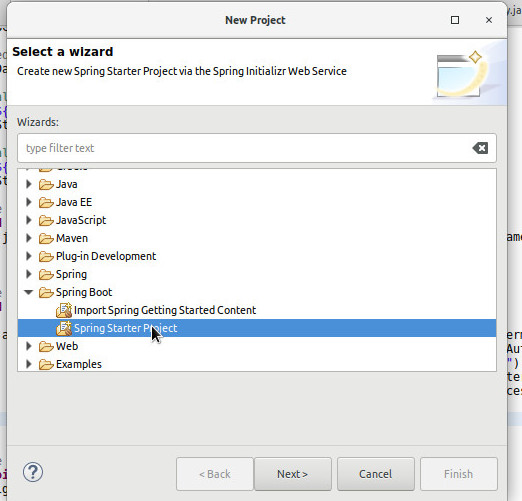 New Project
Select a wizard
Create new Spring Starter Project via the Spring Initializr Web Service
Wizards:
type filter text
Java
Java EE
JavaScript
Maven
Plug-in Development
Spring
Spring Boot
Import Spring Getting Started Content
Spring Starter Project
Web
Examples
?
< Back
Next >
Cancel
Finish